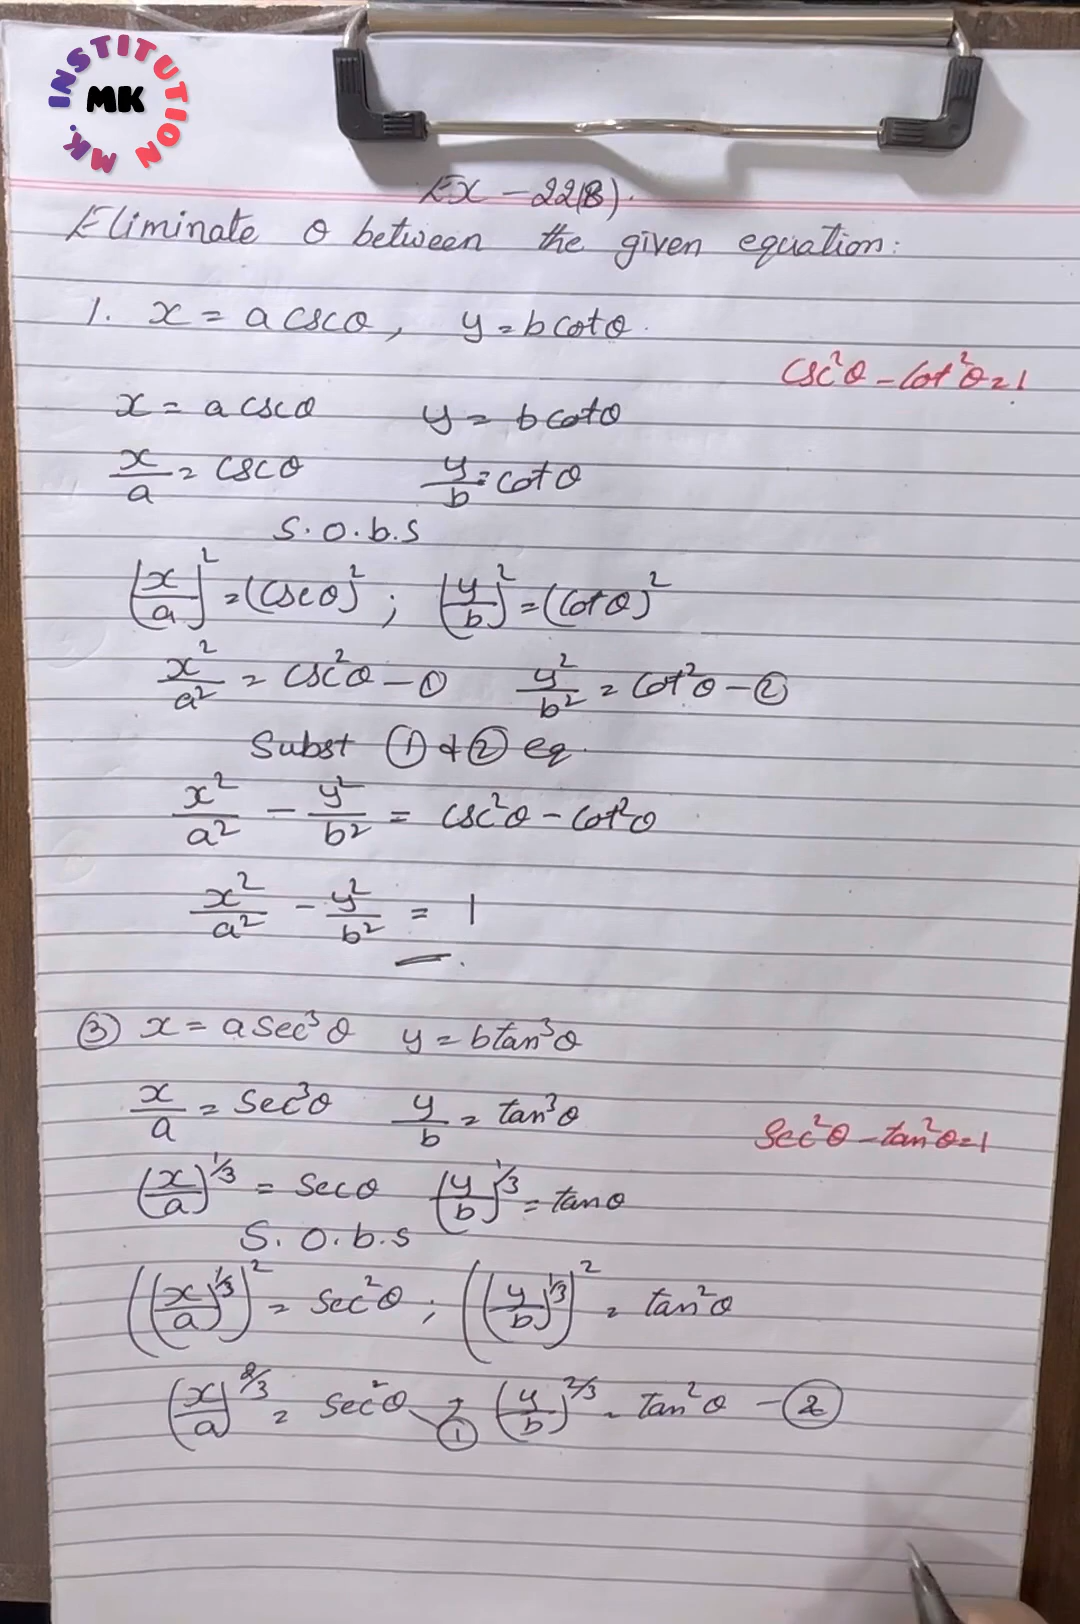 MK. INSTITUTION
MK
Ex - 22(B).
Eliminate θ between the given equation:
1. x = a cscθ, y = b cotθ.
csc²θ - cot²θ = 1
x = a cscθ y = b cotθ
x/a = cscθ y/b = cotθ
S.O.b.S
(x/a)² = (cscθ)² ; (y/b)² = (cotθ)²
x²/a² = csc²θ - ① y²/b² = cot²θ - ②
Subst ① & ② eq.
x²/a² - y²/b² = csc²θ - cot²θ
x²/a² - y²/b² = 1
③ x = a sec³θ y = b tan³θ
x/a = sec³θ y/b = tan³θ
sec²θ - tan²θ = 1
(x/a)^1/3 = secθ (y/b)^1/3 = tanθ
S.O.b.s
((x/a)^1/3)² = sec²θ ; ((y/b)^1/3)² = tan²θ
(x/a)^2/3 = sec²θ - ① ; (y/b)^2/3 = tan²θ - ②